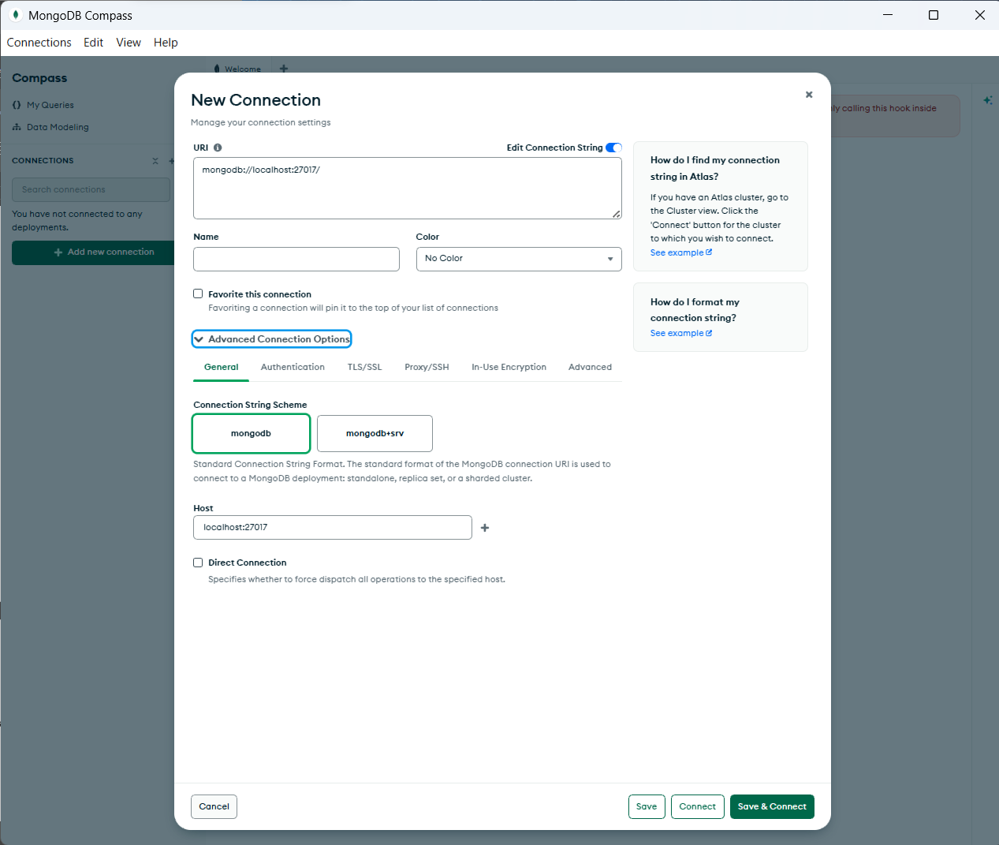 MongoDB Compass
Connections Edit View Help
Compass
Welcome
My Queries
Data Modeling
CONNECTIONS
Search connections
You have not connected to any
deployments.
Add new connection
calling this hook inside
New Connection
Manage your connection settings
URI
Edit Connection String
mongodb://localhost:27017/
Name
Color
No Color
Favorite this connection
Favoriting a connection will pin it to the top of your list of connections
Advanced Connection Options
General Authentication TLS/SSL Proxy/SSH In-Use Encryption Advanced
Connection String Scheme
mongodb
mongodb+srv
Standard Connection String Format. The standard format of the MongoDB connection URI is used to
connect to a MongoDB deployment: standalone, replica set, or a sharded cluster.
Host
localhost:27017
Direct Connection
Specifies whether to force dispatch all operations to the specified host.
How do I find my connection
string in Atlas?
If you have an Atlas cluster, go to
the Cluster view. Click the
'Connect' button for the cluster
to which you wish to connect.
See example
How do I format my
connection string?
See example
Cancel
Save
Connect
Save & Connect